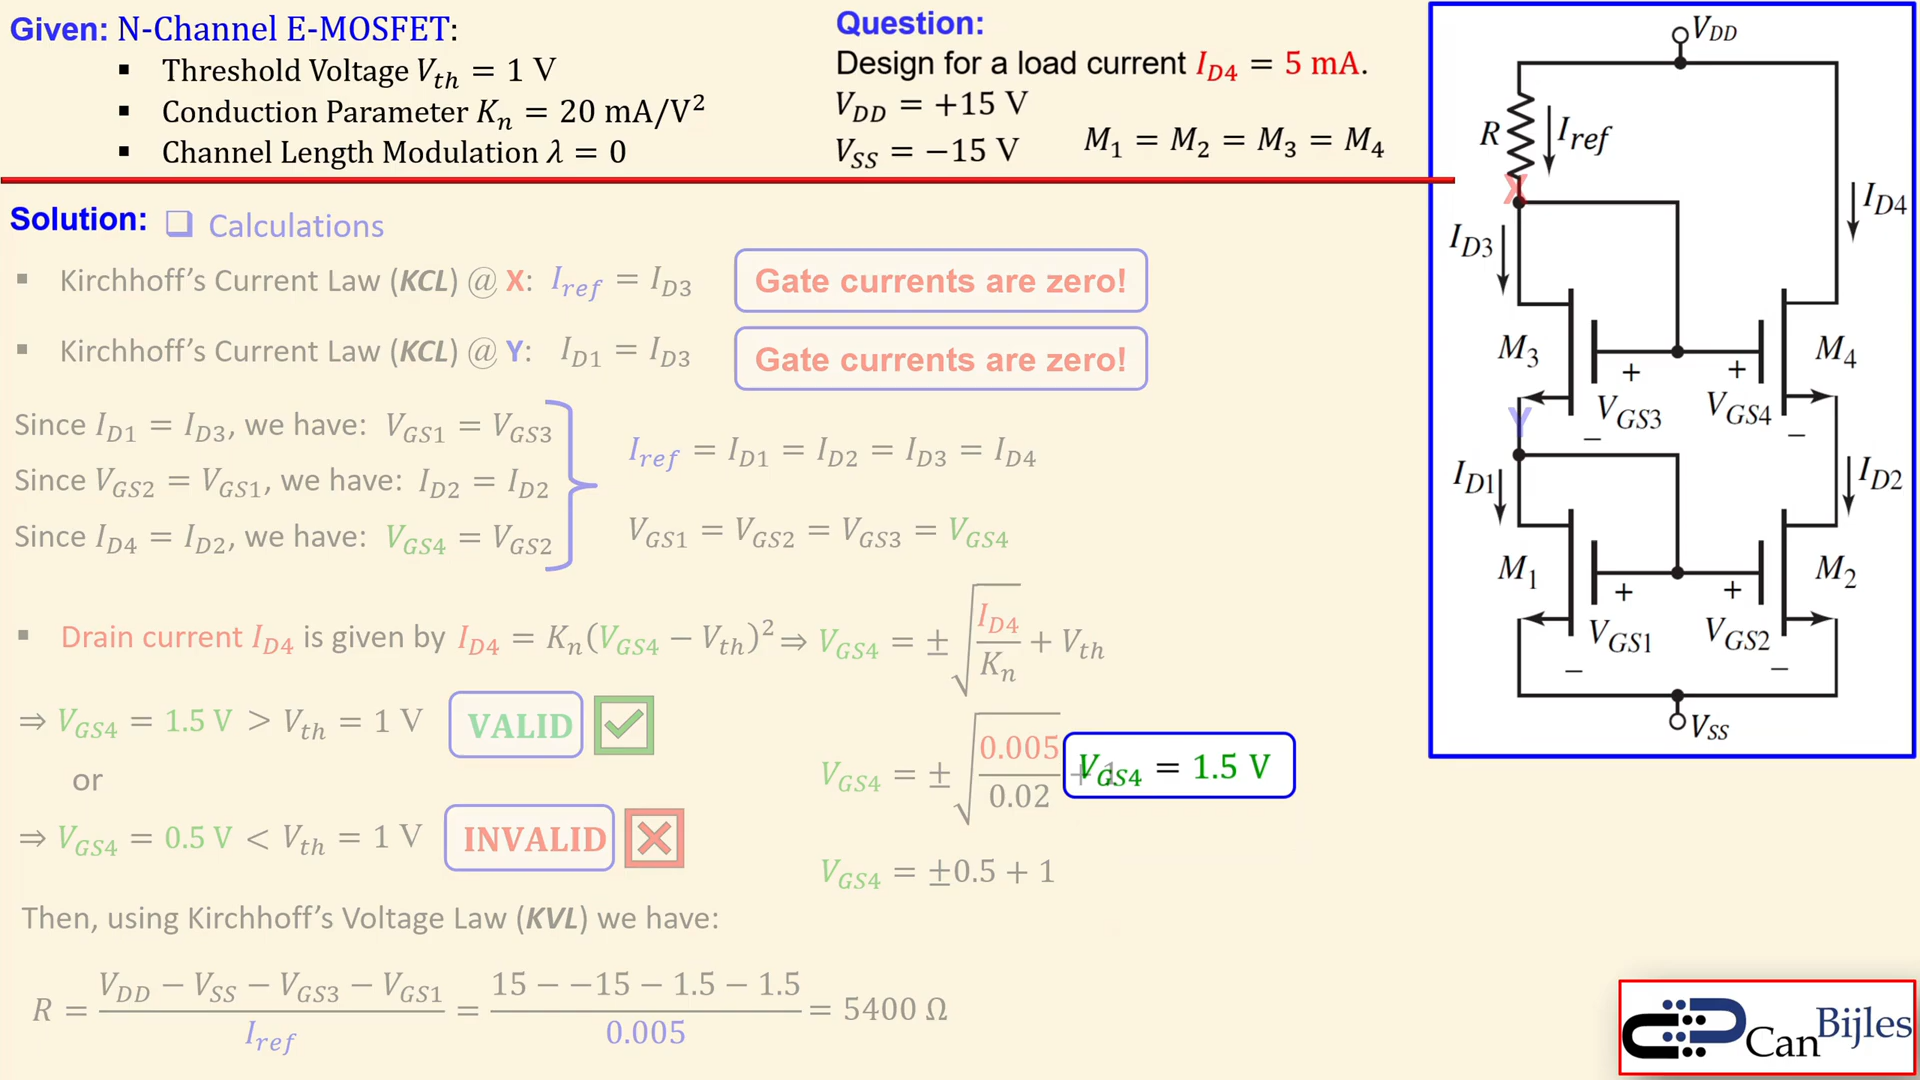 Given: N-Channel E-MOSFET:
▪ Threshold Voltage V_th = 1 V
▪ Conduction Parameter K_n = 20 mA/V²
▪ Channel Length Modulation λ = 0
Question:
Design for a load current I_D4 = 5 mA.
V_DD = +15 V
V_SS = −15 V
M_1 = M_2 = M_3 = M_4
Solution: ❑ Calculations
▪ Kirchhoff's Current Law (KCL) @ X: I_ref = I_D3
Gate currents are zero!
▪ Kirchhoff's Current Law (KCL) @ Y: I_D1 = I_D3
Gate currents are zero!
Since I_D1 = I_D3, we have: V_GS1 = V_GS3
Since V_GS2 = V_GS1, we have: I_D2 = I_D2
Since I_D4 = I_D2, we have: V_GS4 = V_GS2
I_ref = I_D1 = I_D2 = I_D3 = I_D4
V_GS1 = V_GS2 = V_GS3 = V_GS4
▪ Drain current I_D4 is given by I_D4 = K_n(V_GS4 − V_th)² ⇒ V_GS4 = ±√(I_D4/K_n) + V_th
⇒ V_GS4 = 1.5 V > V_th = 1 V VALID
or
⇒ V_GS4 = 0.5 V < V_th = 1 V INVALID
V_GS4 = ±√(0.005/0.02) + 1
V_GS4 = 1.5 V
V_GS4 = ±0.5 + 1
Then, using Kirchhoff's Voltage Law (KVL) we have:
R = (V_DD − V_SS − V_GS3 − V_GS1)/I_ref = (15 − −15 − 1.5 − 1.5)/0.005 = 5400 Ω
V_DD
R
I_ref
X
I_D4
I_D3
M_3
M_4
+
+
V_GS3
V_GS4
−
−
Y
I_D1
I_D2
M_1
M_2
+
+
V_GS1
V_GS2
−
−
V_SS
Can Bijles